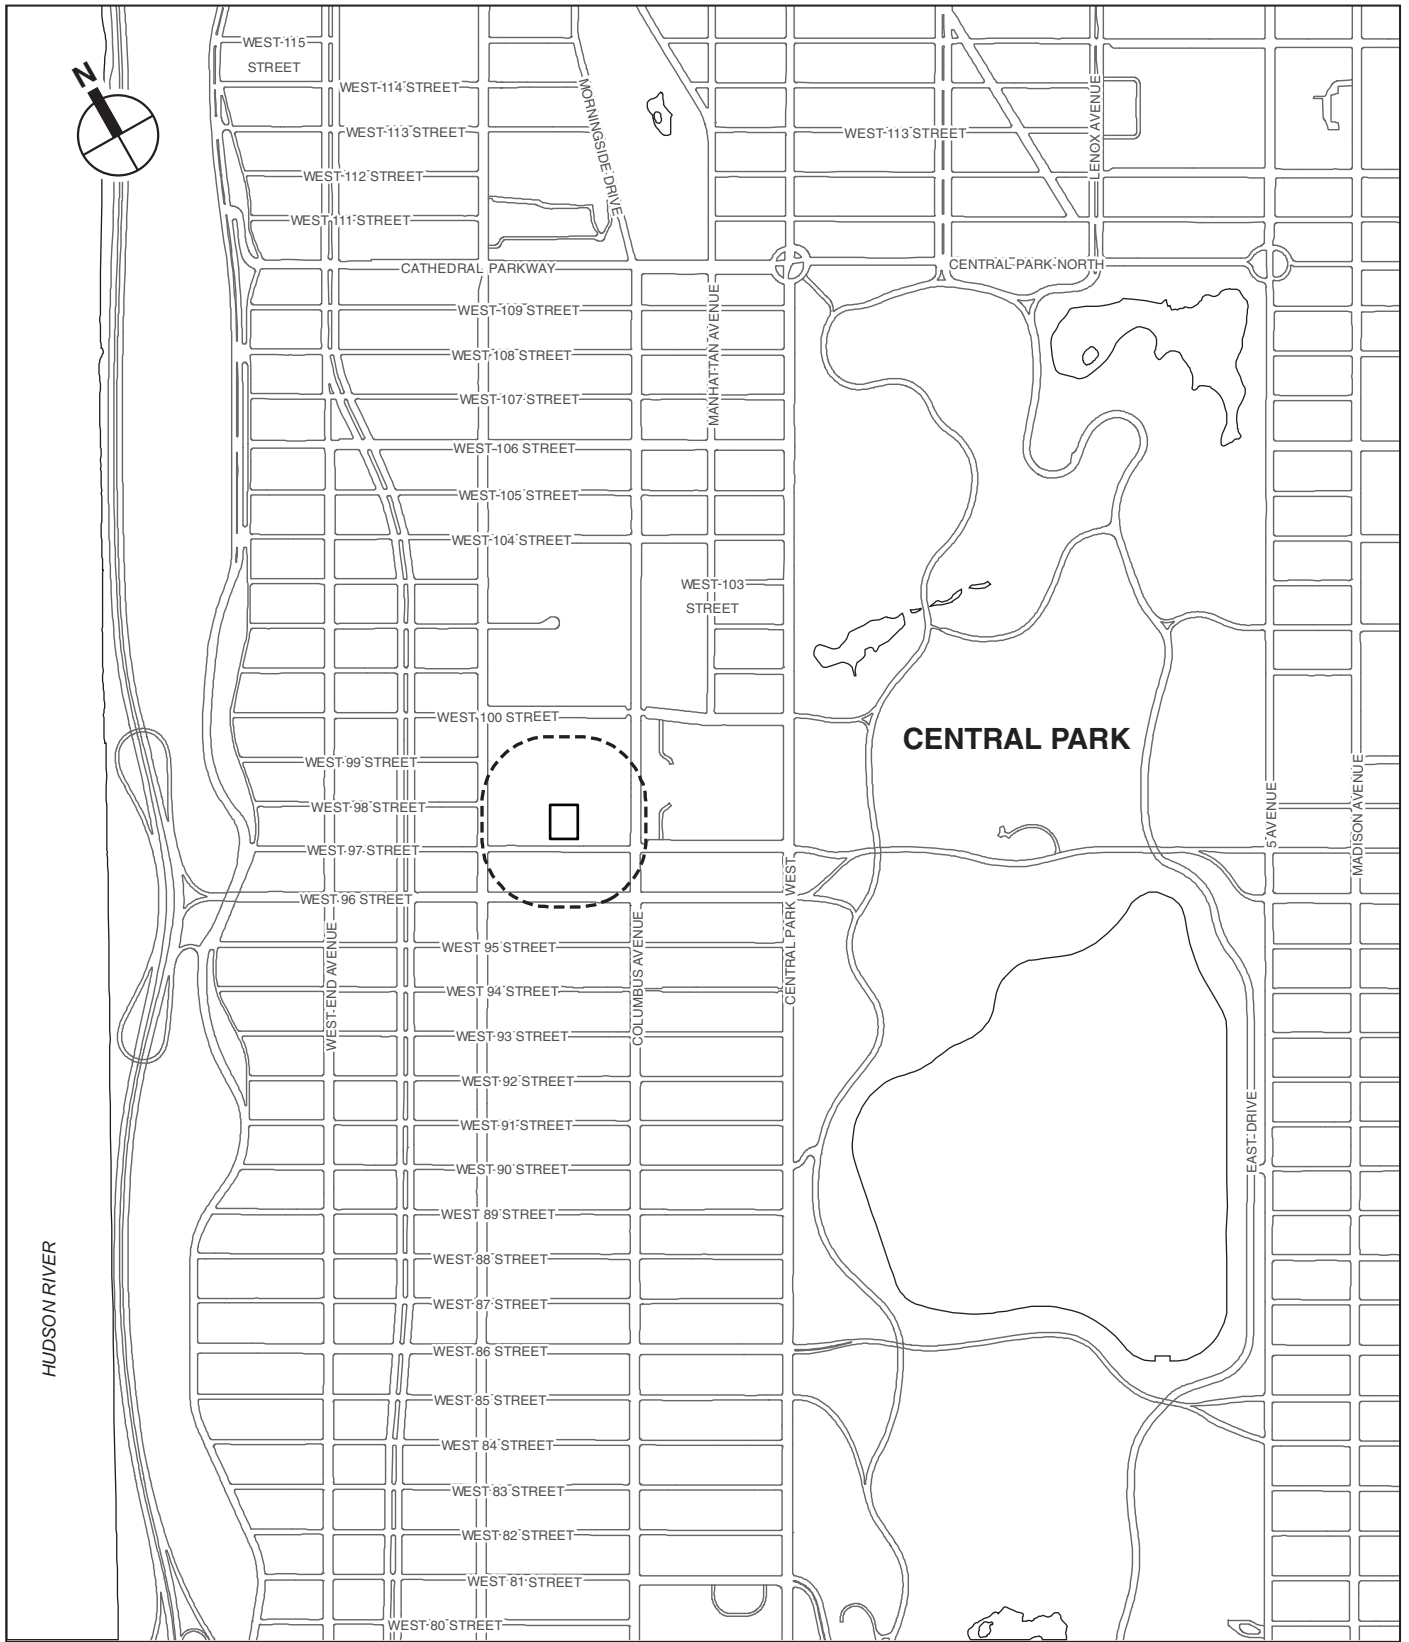 WEST 115
STREET
N
WEST 114 STREET
MORNINGSIDE DRIVE
LENOX AVENUE
WEST 113 STREET
WEST 113 STREET
WEST 112 STREET
WEST 111 STREET
CATHEDRAL PARKWAY
CENTRAL PARK NORTH
WEST 109 STREET
MANHATTAN AVENUE
WEST 108 STREET
WEST 107 STREET
WEST 106 STREET
WEST 105 STREET
WEST 104 STREET
WEST 103
STREET
WEST 100 STREET
CENTRAL PARK
WEST 99 STREET
5 AVENUE
MADISON AVENUE
WEST 98 STREET
WEST 97 STREET
WEST 96 STREET
WEST END AVENUE
COLUMBUS AVENUE
CENTRAL PARK WEST
WEST 95 STREET
WEST 94 STREET
WEST 93 STREET
WEST 92 STREET
WEST 91 STREET
EAST DRIVE
WEST 90 STREET
WEST 89 STREET
WEST 88 STREET
HUDSON RIVER
WEST 87 STREET
WEST 86 STREET
WEST 85 STREET
WEST 84 STREET
WEST 83 STREET
WEST 82 STREET
WEST 81 STREET
WEST 80 STREET